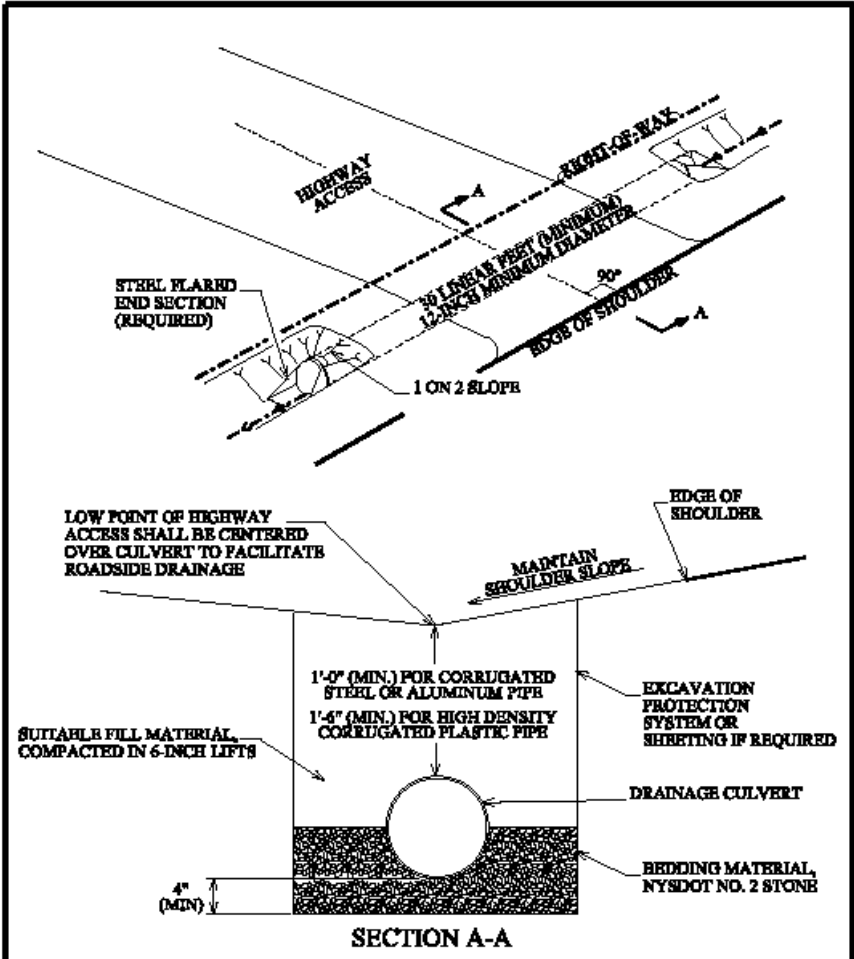 RIGHT-OF-WAY
HIGHWAY
ACCESS
A
30 LINEAR FEET (MINIMUM)
12-INCH MINIMUM DIAMETER
90°
A
EDGE OF SHOULDER
STEEL FLARED
END SECTION
(REQUIRED)
1 ON 2 SLOPE
LOW POINT OF HIGHWAY
ACCESS SHALL BE CENTERED
OVER CULVERT TO FACILITATE
ROADSIDE DRAINAGE
EDGE OF
SHOULDER
MAINTAIN
SHOULDER SLOPE
1'-0" (MIN.) FOR CORRUGATED
STEEL OR ALUMINUM PIPE
1'-6" (MIN.) FOR HIGH DENSITY
CORRUGATED PLASTIC PIPE
EXCAVATION
PROTECTION
SYSTEM OR
SHEETING IF REQUIRED
SUITABLE FILL MATERIAL,
COMPACTED IN 6-INCH LIFTS
DRAINAGE CULVERT
BEDDING MATERIAL,
NYSDOT NO. 2 STONE
4"
(MIN)
SECTION A-A